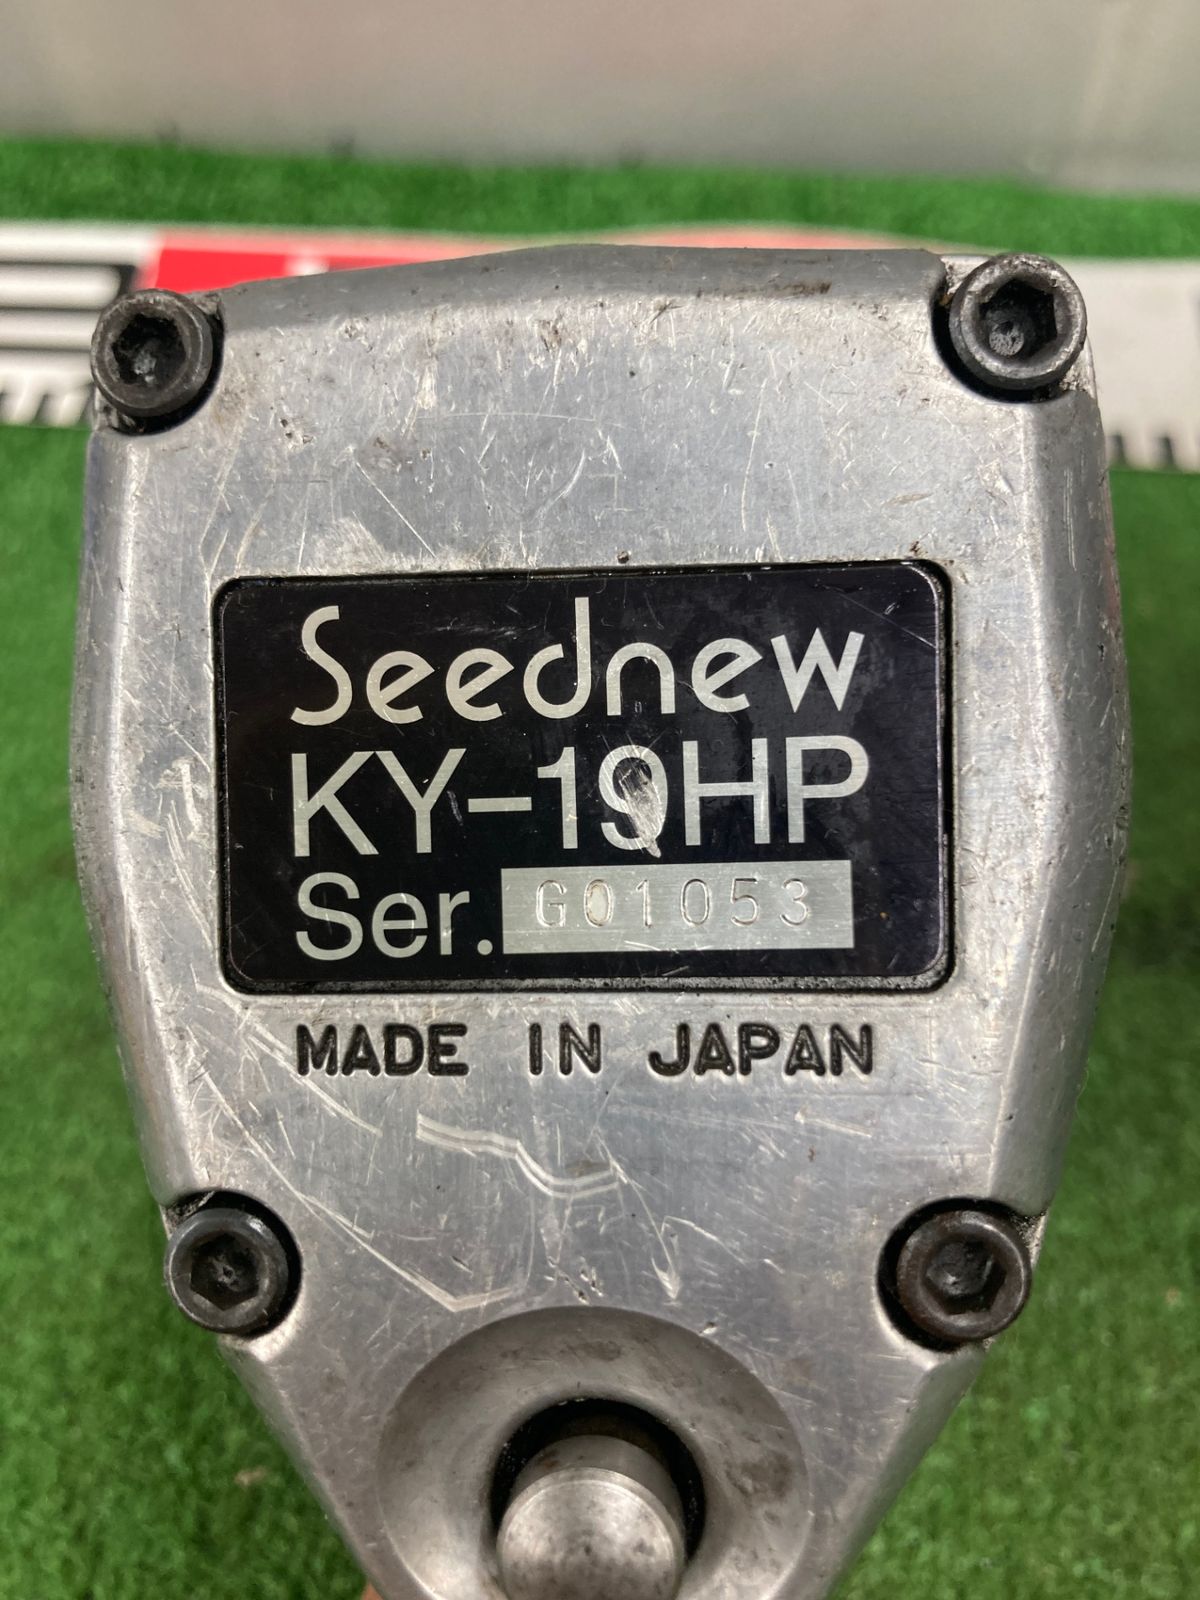 Seednew
KY-19HP
Ser. G01053
MADE IN JAPAN